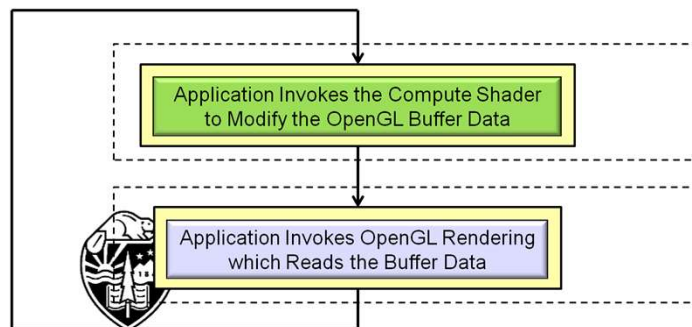 Application Invokes the Compute Shader
to Modify the OpenGL Buffer Data
Application Invokes OpenGL Rendering
which Reads the Buffer Data